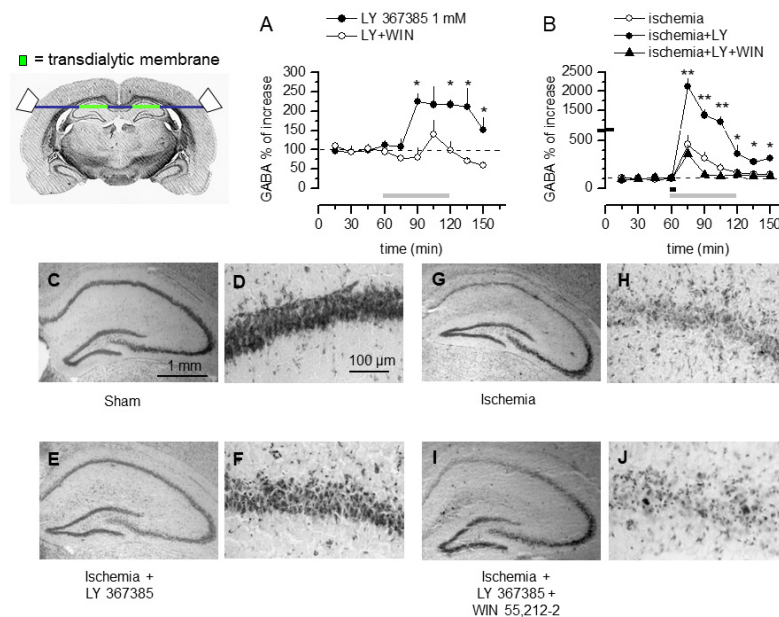 = transdialytic membrane
A
LY 367385 1 mM
LY+WIN
GABA % of increase
300
250
200
150
100
50
0
*
*
*
*
0
30
60
90
120
150
time (min)
B
ischemia
ischemia+LY
ischemia+LY+WIN
GABA % of increase
2500
2000
1500
500
0
**
**
**
*
*
*
0
30
60
90
120
150
time (min)
C
1 mm
D
100 µm
G
H
Sham
Ischemia
E
F
I
J
Ischemia +
LY 367385
Ischemia +
LY 367385 +
WIN 55,212-2